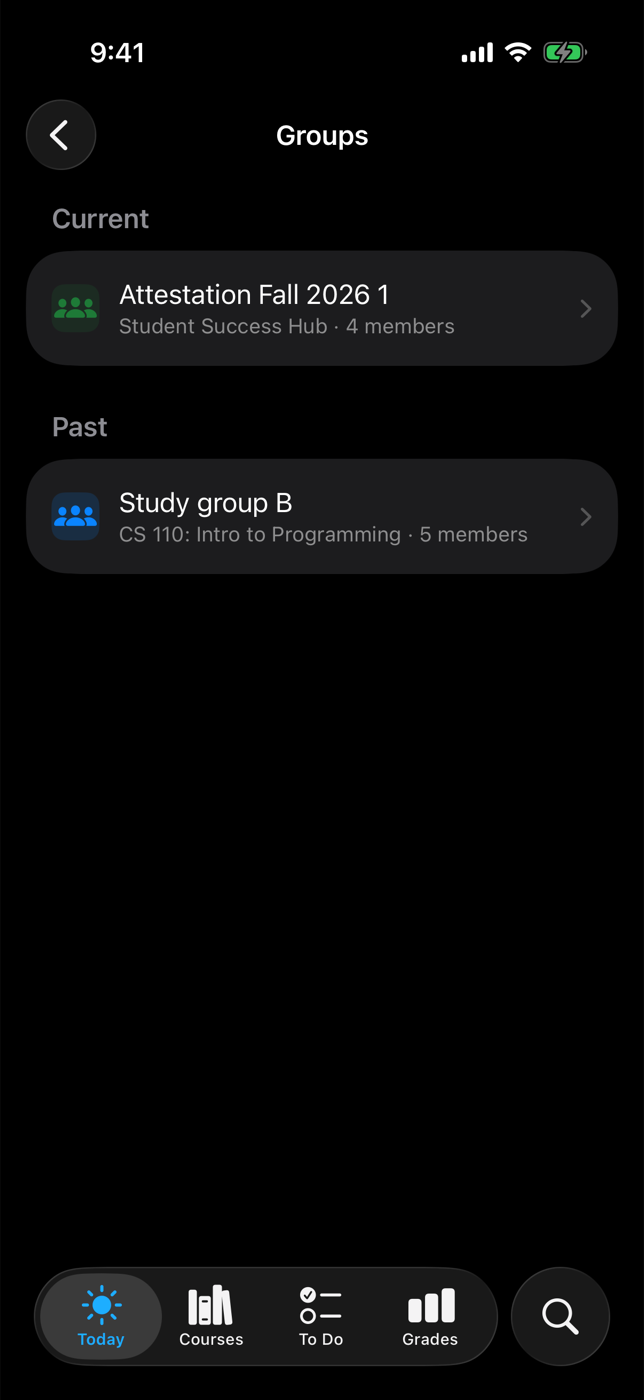 9:41
Groups
Current
Attestation Fall 2026 1
Student Success Hub · 4 members
Past
Study group B
CS 110: Intro to Programming · 5 members
Today
Courses
To Do
Grades